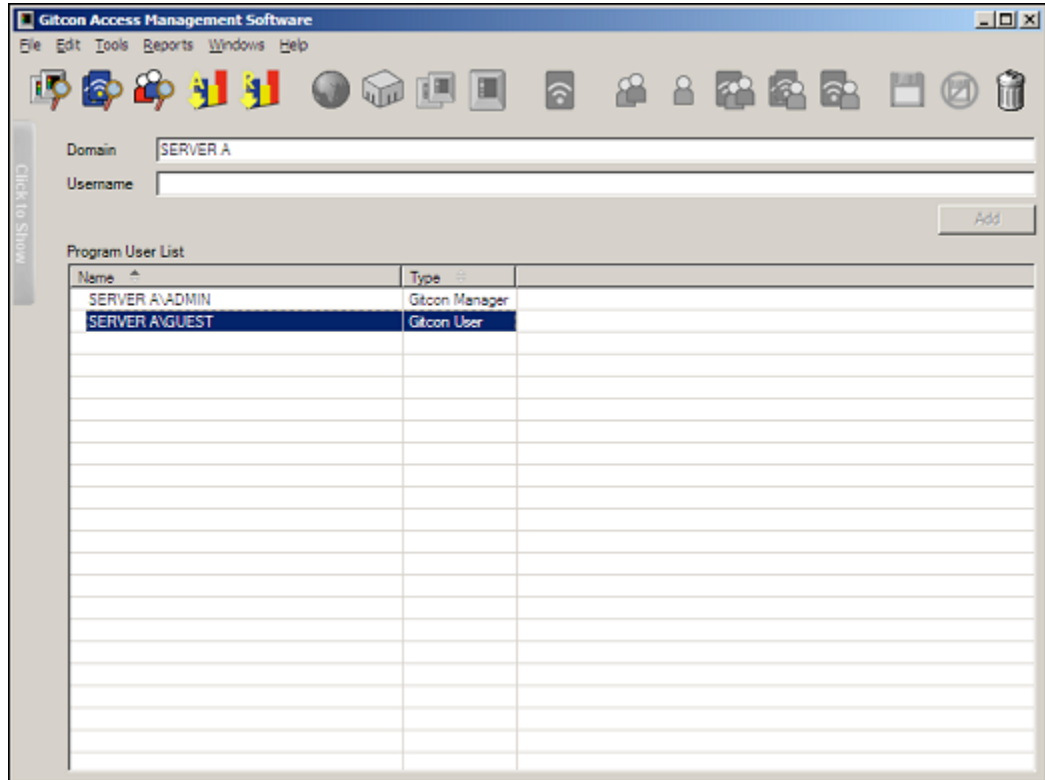 Gitcon Access Management Software
File Edit Tools Reports Windows Help
Click to Show
Domain SERVER A
Username
Add
Program User List
Name Type
SERVER A\ADMIN Gitcon Manager
SERVER A\GUEST Gitcon User